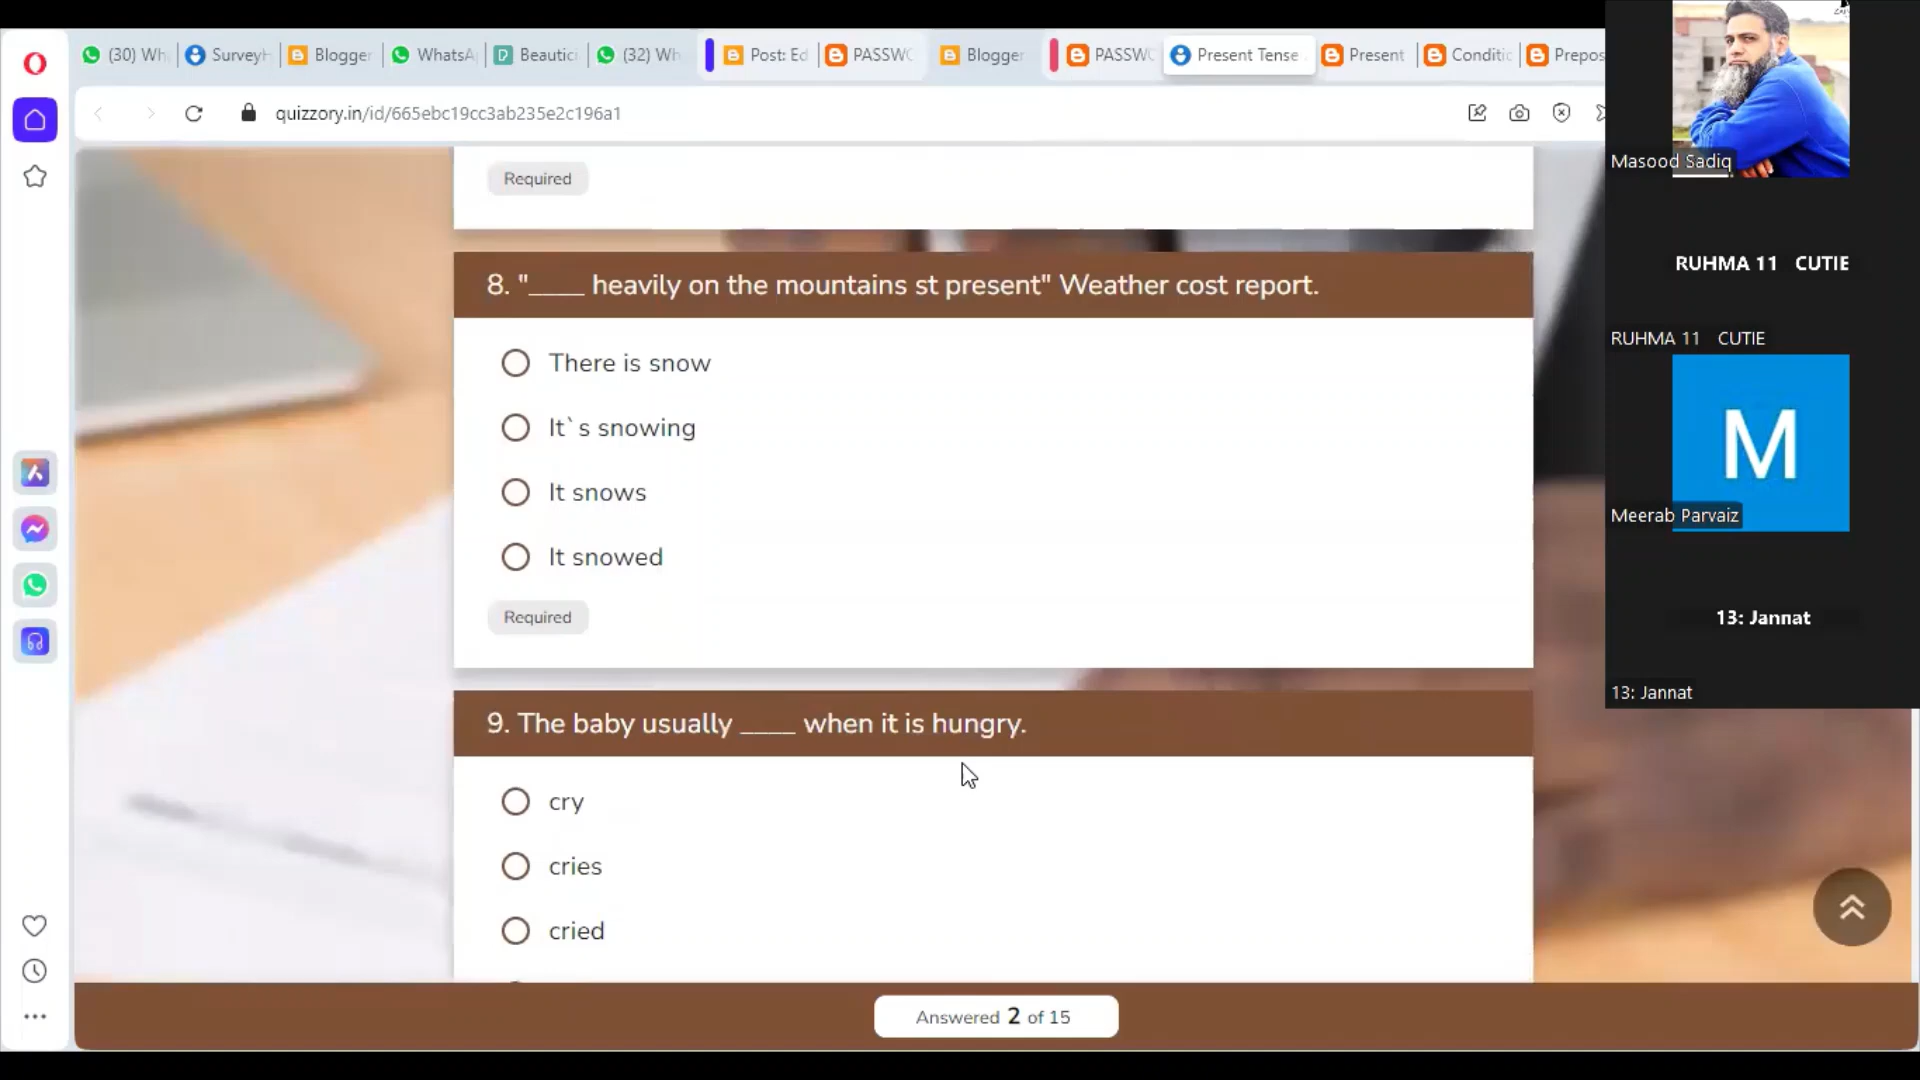 (30) Wh
Survey
Blogger
WhatsA
Beautic
(32) Wh
Post: Ed
PASSWO
Blogger
PASSWO
Present Tense
Present
Conditic
Prepos
quizzory.in/id/665ebc19cc3ab235e2c196a1
Required
8. "____ heavily on the mountains st present" Weather cost report.
There is snow
It`s snowing
It snows
It snowed
Required
9. The baby usually ____ when it is hungry.
cry
cries
cried
Answered 2 of 15
Masood Sadiq
RUHMA 11 CUTIE
RUHMA 11 CUTIE
M
Meerab Parvaiz
13: Jannat
13: Jannat